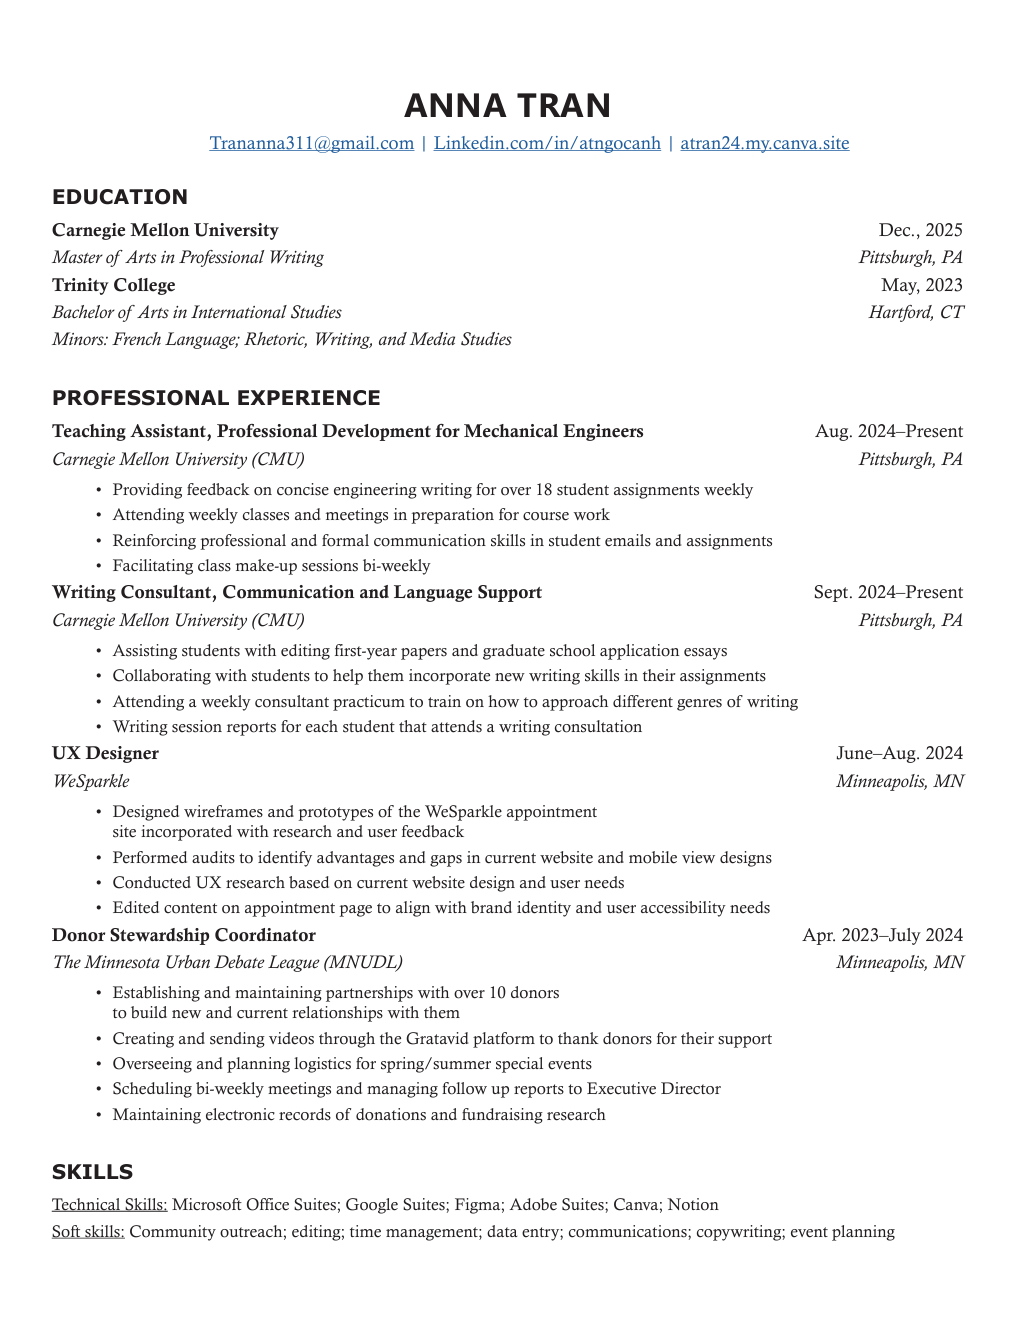 ANNA TRAN
Trananna311@gmail.com | Linkedin.com/in/atngocanh | atran24.my.canva.site
EDUCATION
Carnegie Mellon University Dec., 2025
Master of Arts in Professional Writing Pittsburgh, PA
Trinity College May, 2023
Bachelor of Arts in International Studies Hartford, CT
Minors: French Language; Rhetoric, Writing, and Media Studies
PROFESSIONAL EXPERIENCE
Teaching Assistant, Professional Development for Mechanical Engineers Aug. 2024–Present
Carnegie Mellon University (CMU) Pittsburgh, PA
• Providing feedback on concise engineering writing for over 18 student assignments weekly
• Attending weekly classes and meetings in preparation for course work
• Reinforcing professional and formal communication skills in student emails and assignments
• Facilitating class make-up sessions bi-weekly
Writing Consultant, Communication and Language Support Sept. 2024–Present
Carnegie Mellon University (CMU) Pittsburgh, PA
• Assisting students with editing first-year papers and graduate school application essays
• Collaborating with students to help them incorporate new writing skills in their assignments
• Attending a weekly consultant practicum to train on how to approach different genres of writing
• Writing session reports for each student that attends a writing consultation
UX Designer June–Aug. 2024
WeSparkle Minneapolis, MN
• Designed wireframes and prototypes of the WeSparkle appointment
site incorporated with research and user feedback
• Performed audits to identify advantages and gaps in current website and mobile view designs
• Conducted UX research based on current website design and user needs
• Edited content on appointment page to align with brand identity and user accessibility needs
Donor Stewardship Coordinator Apr. 2023–July 2024
The Minnesota Urban Debate League (MNUDL) Minneapolis, MN
• Establishing and maintaining partnerships with over 10 donors
to build new and current relationships with them
• Creating and sending videos through the Gratavid platform to thank donors for their support
• Overseeing and planning logistics for spring/summer special events
• Scheduling bi-weekly meetings and managing follow up reports to Executive Director
• Maintaining electronic records of donations and fundraising research
SKILLS
Technical Skills: Microsoft Office Suites; Google Suites; Figma; Adobe Suites; Canva; Notion
Soft skills: Community outreach; editing; time management; data entry; communications; copywriting; event planning